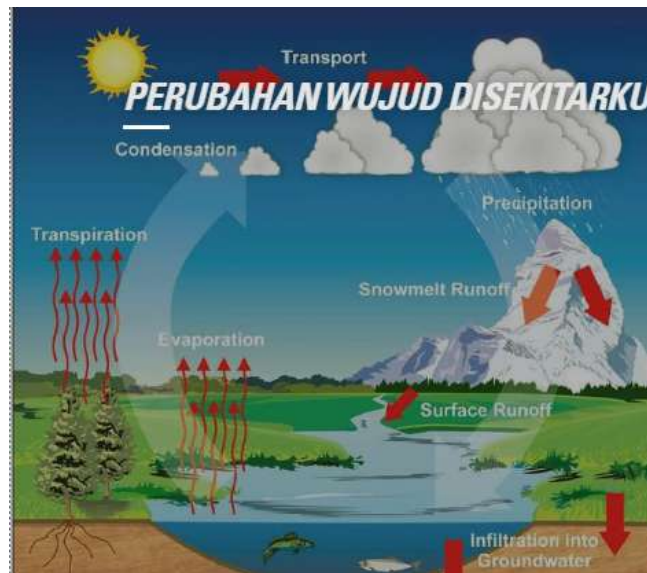 Transport
PERUBAHAN WUJUD DISEKITARKU
Condensation
Precipitation
Transpiration
Snowmelt Runoff
Evaporation
Surface Runoff
Infiltration into
Groundwater